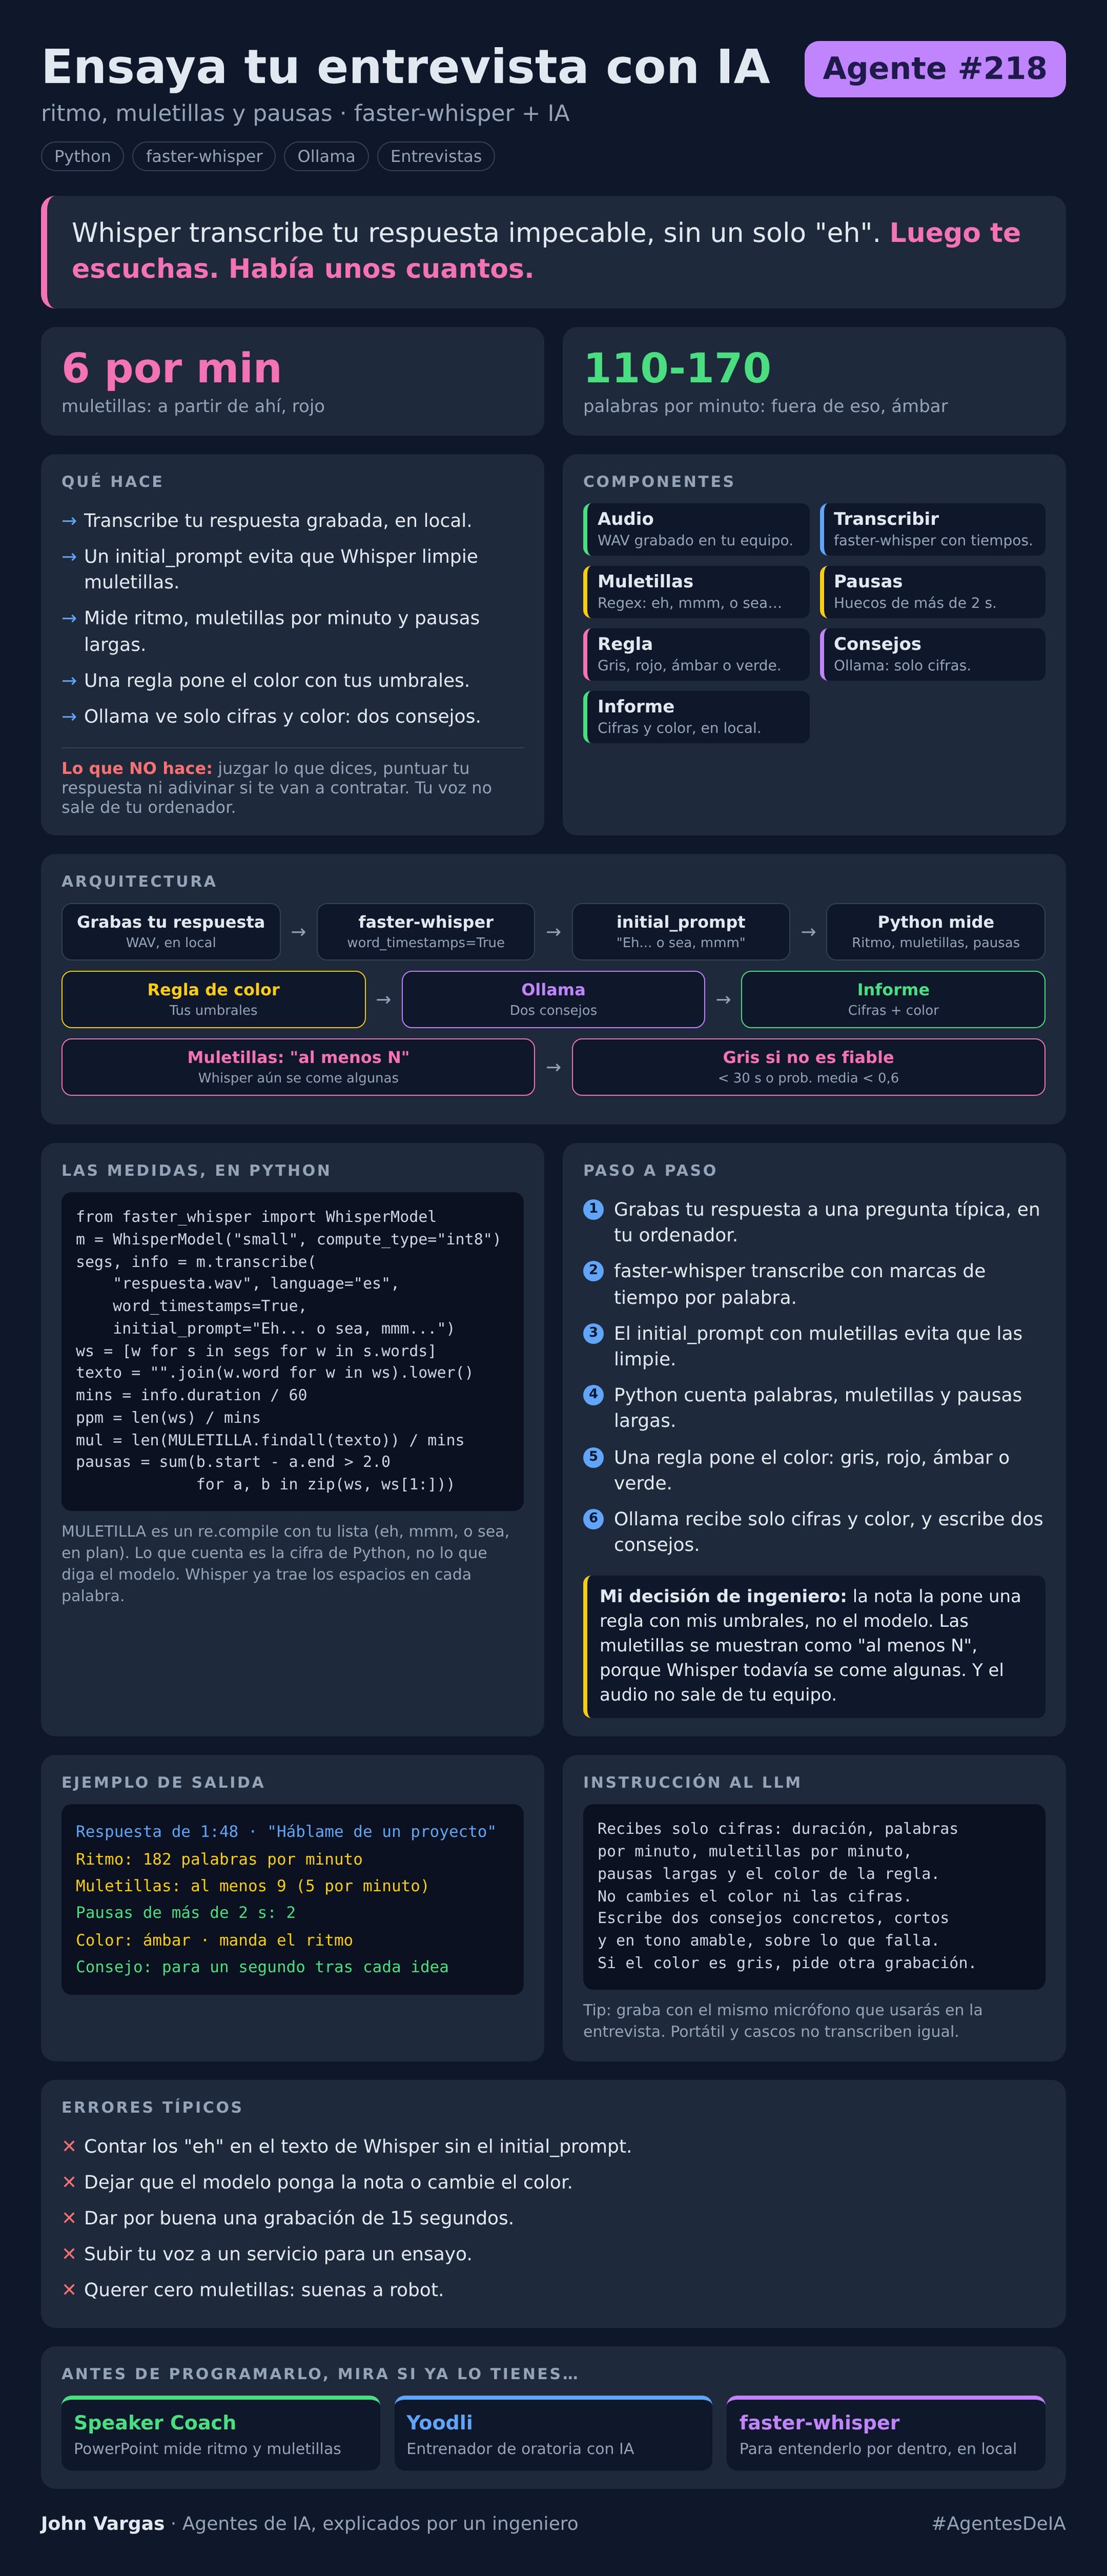 Ensaya tu entrevista con IA
Agente #218
ritmo, muletillas y pausas · faster-whisper + IA
Python
faster-whisper
Ollama
Entrevistas
Whisper transcribe tu respuesta impecable, sin un solo "eh". Luego te
escuchas. Había unos cuantos.
6 por min
muletillas: a partir de ahí, rojo
110-170
palabras por minuto: fuera de eso, ámbar
QUÉ HACE
→ Transcribe tu respuesta grabada, en local.
→ Un initial_prompt evita que Whisper limpie
muletillas.
→ Mide ritmo, muletillas por minuto y pausas
largas.
→ Una regla pone el color con tus umbrales.
→ Ollama ve solo cifras y color: dos consejos.
Lo que NO hace: juzgar lo que dices, puntuar tu
respuesta ni adivinar si te van a contratar. Tu voz no
sale de tu ordenador.
COMPONENTES
Audio
WAV grabado en tu equipo.
Transcribir
faster-whisper con tiempos.
Muletillas
Regex: eh, mmm, o sea…
Pausas
Huecos de más de 2 s.
Regla
Gris, rojo, ámbar o verde.
Consejos
Ollama: solo cifras.
Informe
Cifras y color, en local.
ARQUITECTURA
Grabas tu respuesta
WAV, en local
→
faster-whisper
word_timestamps=True
→
initial_prompt
"Eh... o sea, mmm"
→
Python mide
Ritmo, muletillas, pausas
Regla de color
Tus umbrales
→
Ollama
Dos consejos
→
Informe
Cifras + color
Muletillas: "al menos N"
Whisper aún se come algunas
→
Gris si no es fiable
< 30 s o prob. media < 0,6
LAS MEDIDAS, EN PYTHON
from faster_whisper import WhisperModel
m = WhisperModel("small", compute_type="int8")
segs, info = m.transcribe(
    "respuesta.wav", language="es",
    word_timestamps=True,
    initial_prompt="Eh... o sea, mmm...")
ws = [w for s in segs for w in s.words]
texto = "".join(w.word for w in ws).lower()
mins = info.duration / 60
ppm = len(ws) / mins
mul = len(MULETILLA.findall(texto)) / mins
pausas = sum(b.start - a.end > 2.0
             for a, b in zip(ws, ws[1:]))
MULETILLA es un re.compile con tu lista (eh, mmm, o sea,
en plan). Lo que cuenta es la cifra de Python, no lo que
diga el modelo. Whisper ya trae los espacios en cada
palabra.
PASO A PASO
1 Grabas tu respuesta a una pregunta típica, en
tu ordenador.
2 faster-whisper transcribe con marcas de
tiempo por palabra.
3 El initial_prompt con muletillas evita que las
limpie.
4 Python cuenta palabras, muletillas y pausas
largas.
5 Una regla pone el color: gris, rojo, ámbar o
verde.
6 Ollama recibe solo cifras y color, y escribe dos
consejos.
Mi decisión de ingeniero: la nota la pone una
regla con mis umbrales, no el modelo. Las
muletillas se muestran como "al menos N",
porque Whisper todavía se come algunas. Y el
audio no sale de tu equipo.
EJEMPLO DE SALIDA
Respuesta de 1:48 · "Háblame de un proyecto"
Ritmo: 182 palabras por minuto
Muletillas: al menos 9 (5 por minuto)
Pausas de más de 2 s: 2
Color: ámbar · manda el ritmo
Consejo: para un segundo tras cada idea
INSTRUCCIÓN AL LLM
Recibes solo cifras: duración, palabras
por minuto, muletillas por minuto,
pausas largas y el color de la regla.
No cambies el color ni las cifras.
Escribe dos consejos concretos, cortos
y en tono amable, sobre lo que falla.
Si el color es gris, pide otra grabación.
Tip: graba con el mismo micrófono que usarás en la
entrevista. Portátil y cascos no transcriben igual.
ERRORES TÍPICOS
✕ Contar los "eh" en el texto de Whisper sin el initial_prompt.
✕ Dejar que el modelo ponga la nota o cambie el color.
✕ Dar por buena una grabación de 15 segundos.
✕ Subir tu voz a un servicio para un ensayo.
✕ Querer cero muletillas: suenas a robot.
ANTES DE PROGRAMARLO, MIRA SI YA LO TIENES…
Speaker Coach
PowerPoint mide ritmo y muletillas
Yoodli
Entrenador de oratoria con IA
faster-whisper
Para entenderlo por dentro, en local
John Vargas · Agentes de IA, explicados por un ingeniero
#AgentesDeIA